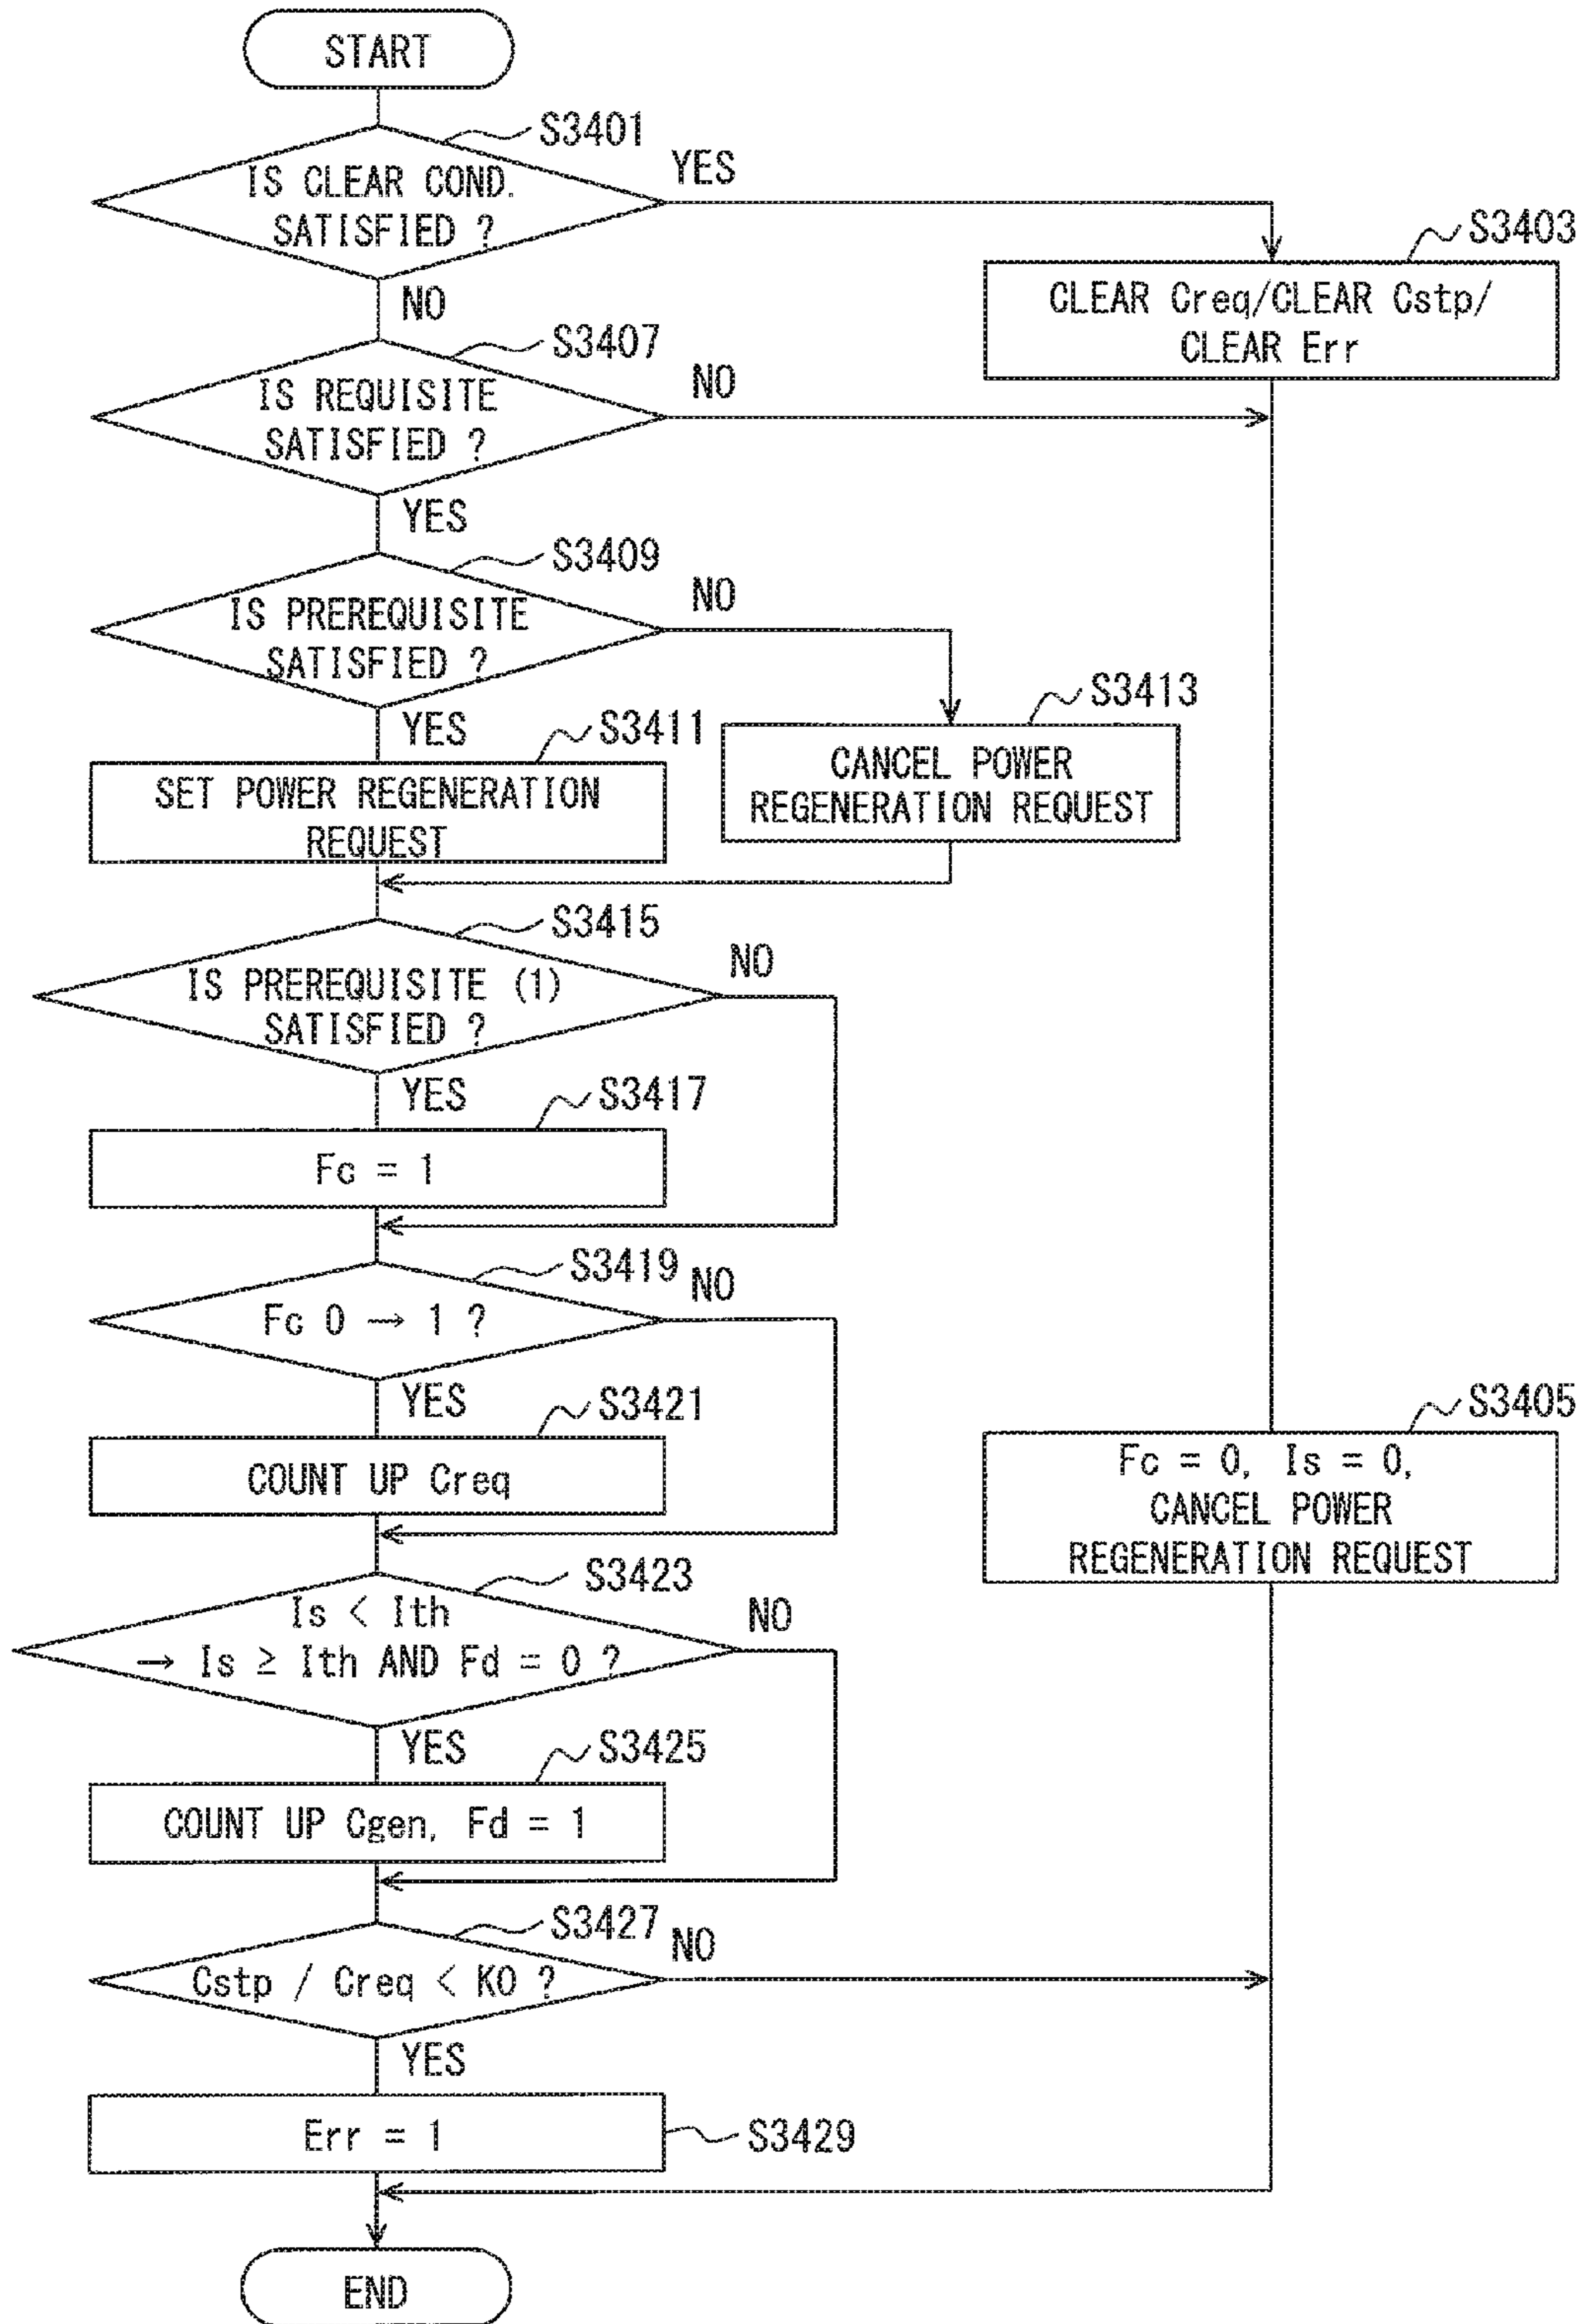 START
S3401
IS CLEAR COND.
SATISFIED ?
YES
NO
S3403
CLEAR Creq/CLEAR Cstp/
CLEAR Err
S3407
IS REQUISITE
SATISFIED ?
NO
YES
S3409
IS PREREQUISITE
SATISFIED ?
NO
YES
S3411
SET POWER REGENERATION
REQUEST
S3413
CANCEL POWER
REGENERATION REQUEST
S3415
IS PREREQUISITE (1)
SATISFIED ?
NO
YES
S3417
Fc = 1
S3419
NO
Fc 0 → 1 ?
YES
S3421
COUNT UP Creq
S3405
Fc = 0, Is = 0,
CANCEL POWER
REGENERATION REQUEST
S3423
Is < Ith
→ Is ≥ Ith AND Fd = 0 ?
NO
YES
S3425
COUNT UP Cgen, Fd = 1
S3427
NO
Cstp / Creq < K0 ?
YES
Err = 1
S3429
END